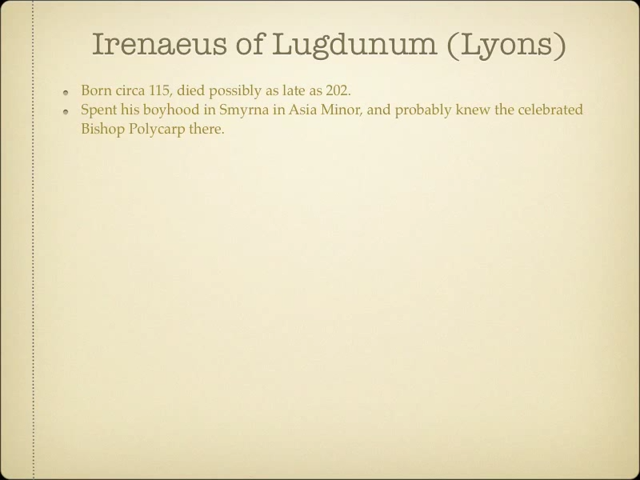 Irenaeus of Lugdunum (Lyons)
Born circa 115, died possibly as late as 202.
Spent his boyhood in Smyrna in Asia Minor, and probably knew the celebrated
Bishop Polycarp there.